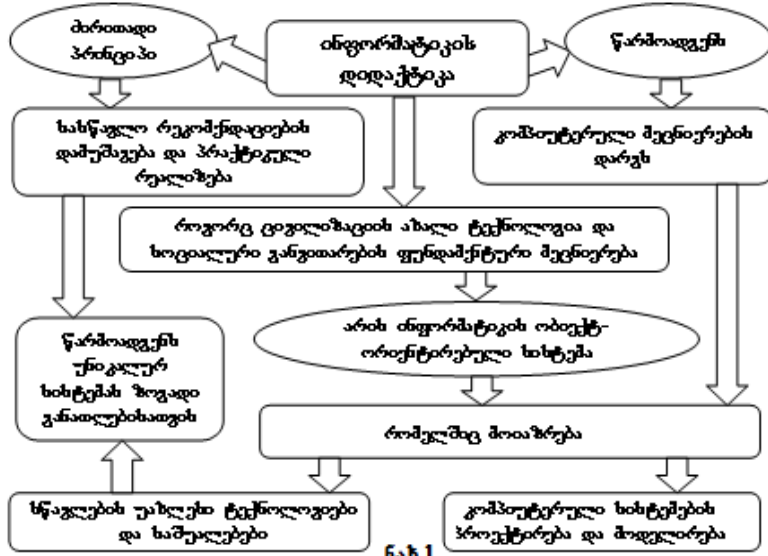 ძირითადი
პრინციპი
ინფორმატიკის
დიდაქტიკა
წარმოადგენს
სასწავლო რეკომენდაციების
დამუშავება და პრაქტიკული
რეალიზება
კომპიუტერული მეცნიერების
დარგს
როგორც ცივილიზაციის ახალი ტექნოლოგია და
სოციალური განვითარების ფუნდამენტური მეცნიერება
წარმოადგენს
უნიკალურ
სისტემას ზოგადი
განათლებისათვის
არის ინფორმატიკის ობიექტ-
ორიენტირებული სისტემა
რომელშიც მოიაზრება
სწავლების უახლესი ტექნოლოგიები
და საშუალებები
კომპიუტერული სისტემების
პროექტირება და მოდელირება
ნახ.1